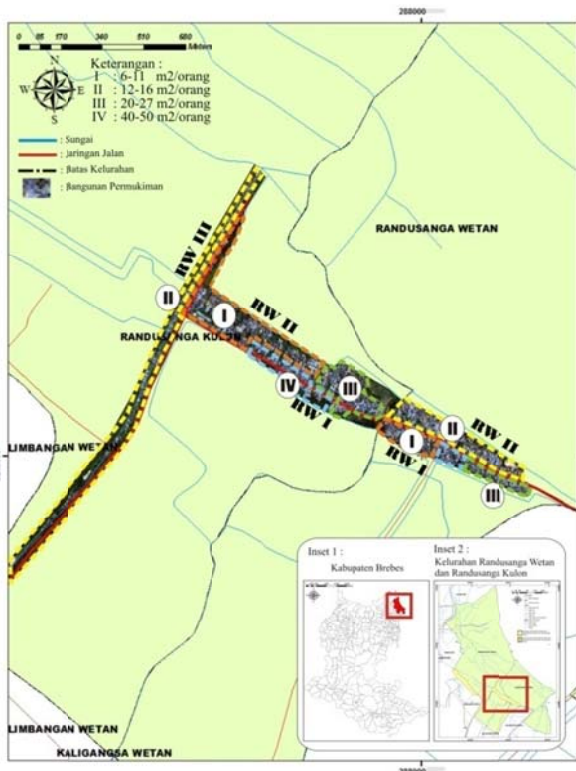 288000
0 85 170 340 510 680
Meters
N
W E
S
Keterangan :
I : 6-11 m2/orang
II : 12-16 m2/orang
III : 20-27 m2/orang
IV : 40-50 m2/orang
: Sungai
: Jaringan Jalan
: Batas Kelurahan
: Bangunan Permukiman
RANDUSANGA WETAN
RW III
II
I
RW II
RANDUSANGA KULON
IV
III
RW I
II
RW II
I
RW I
III
LIMBANGAN WETAN
Inset 1 :
Kabupaten Brebes
Inset 2 :
Kelurahan Randusanga Wetan
dan Randusangi Kulon
LIMBANGAN WETAN
KALIGANGSA WETAN
288000